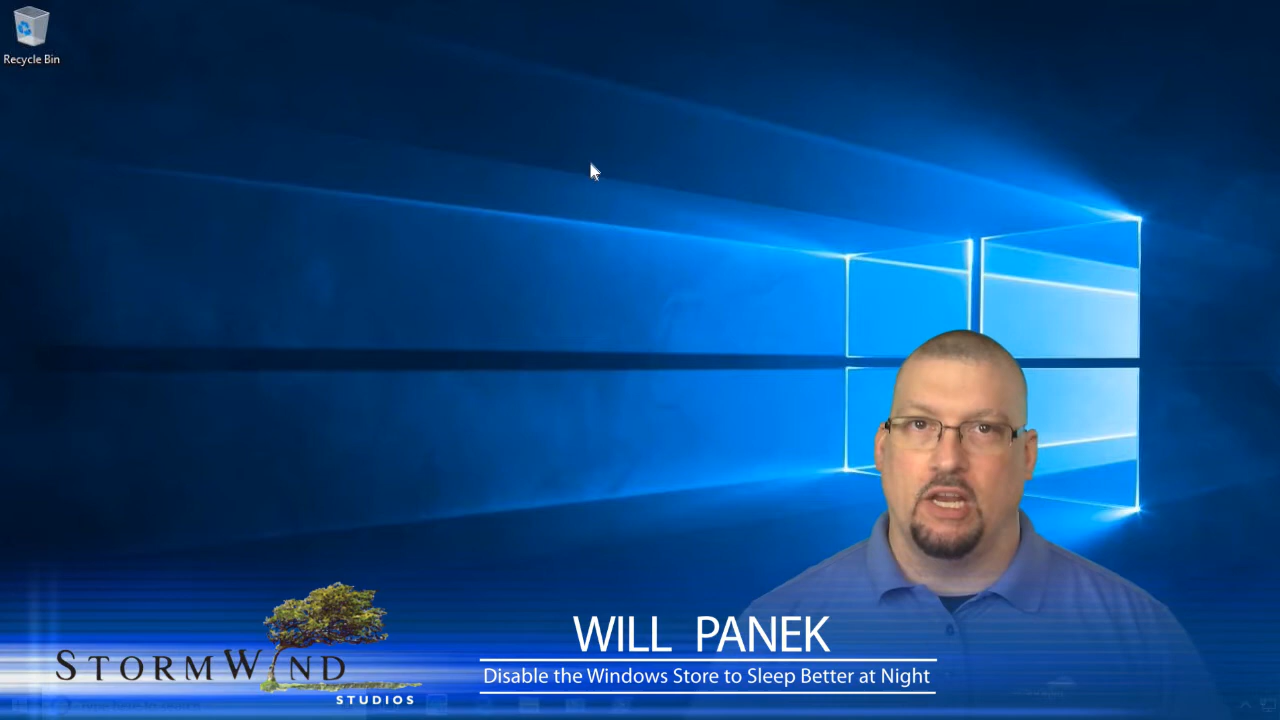 Recycle Bin
WILL PANEK
Disable the Windows Store to Sleep Better at Night
STORMWIND
STUDIOS